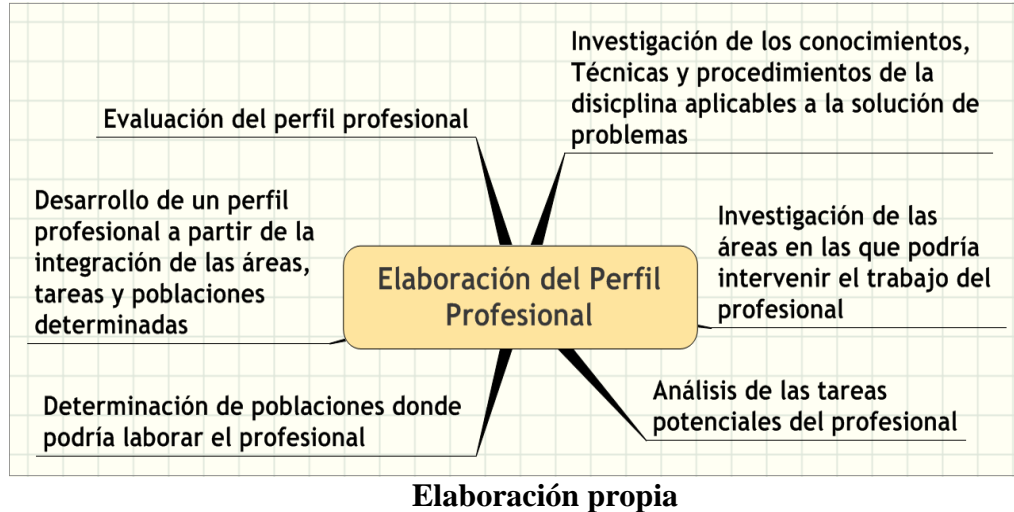 Elaboración del Perfil
Profesional
Investigación de los conocimientos,
Técnicas y procedimientos de la
disicplina aplicables a la solución de
problemas
Investigación de las
áreas en las que podría
intervenir el trabajo del
profesional
Análisis de las tareas
potenciales del profesional
Determinación de poblaciones donde
podría laborar el profesional
Desarrollo de un perfil
profesional a partir de la
integración de las áreas,
tareas y poblaciones
determinadas
Evaluación del perfil profesional
Elaboración propia